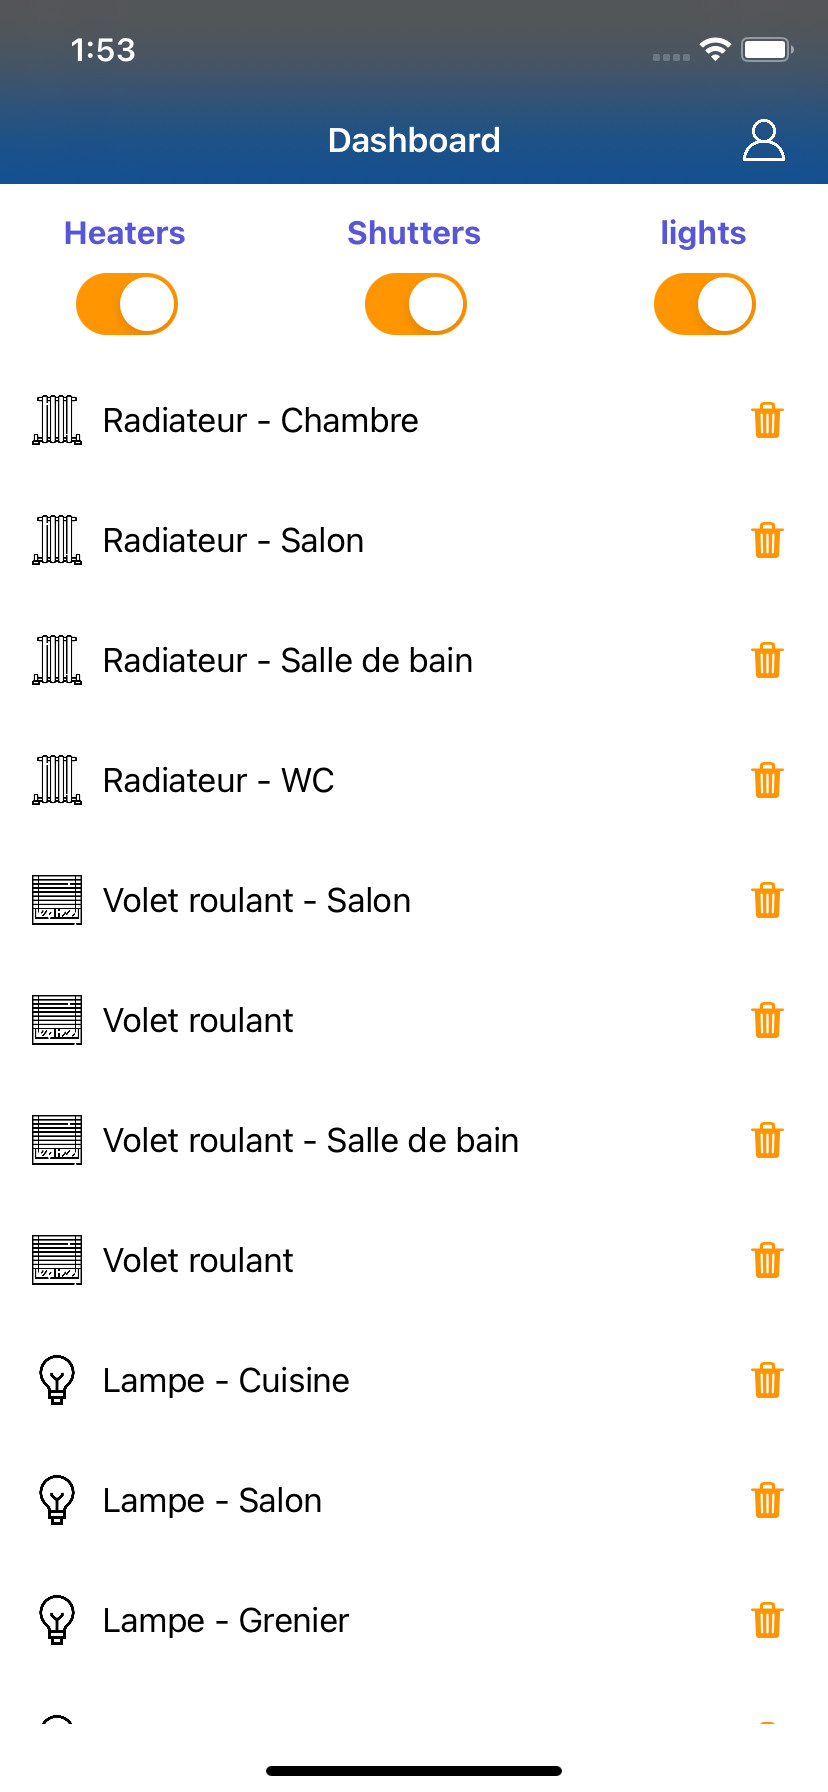 1:53
Dashboard
Heaters Shutters lights
Radiateur - Chambre
Radiateur - Salon
Radiateur - Salle de bain
Radiateur - WC
Volet roulant - Salon
Volet roulant
Volet roulant - Salle de bain
Volet roulant
Lampe - Cuisine
Lampe - Salon
Lampe - Grenier